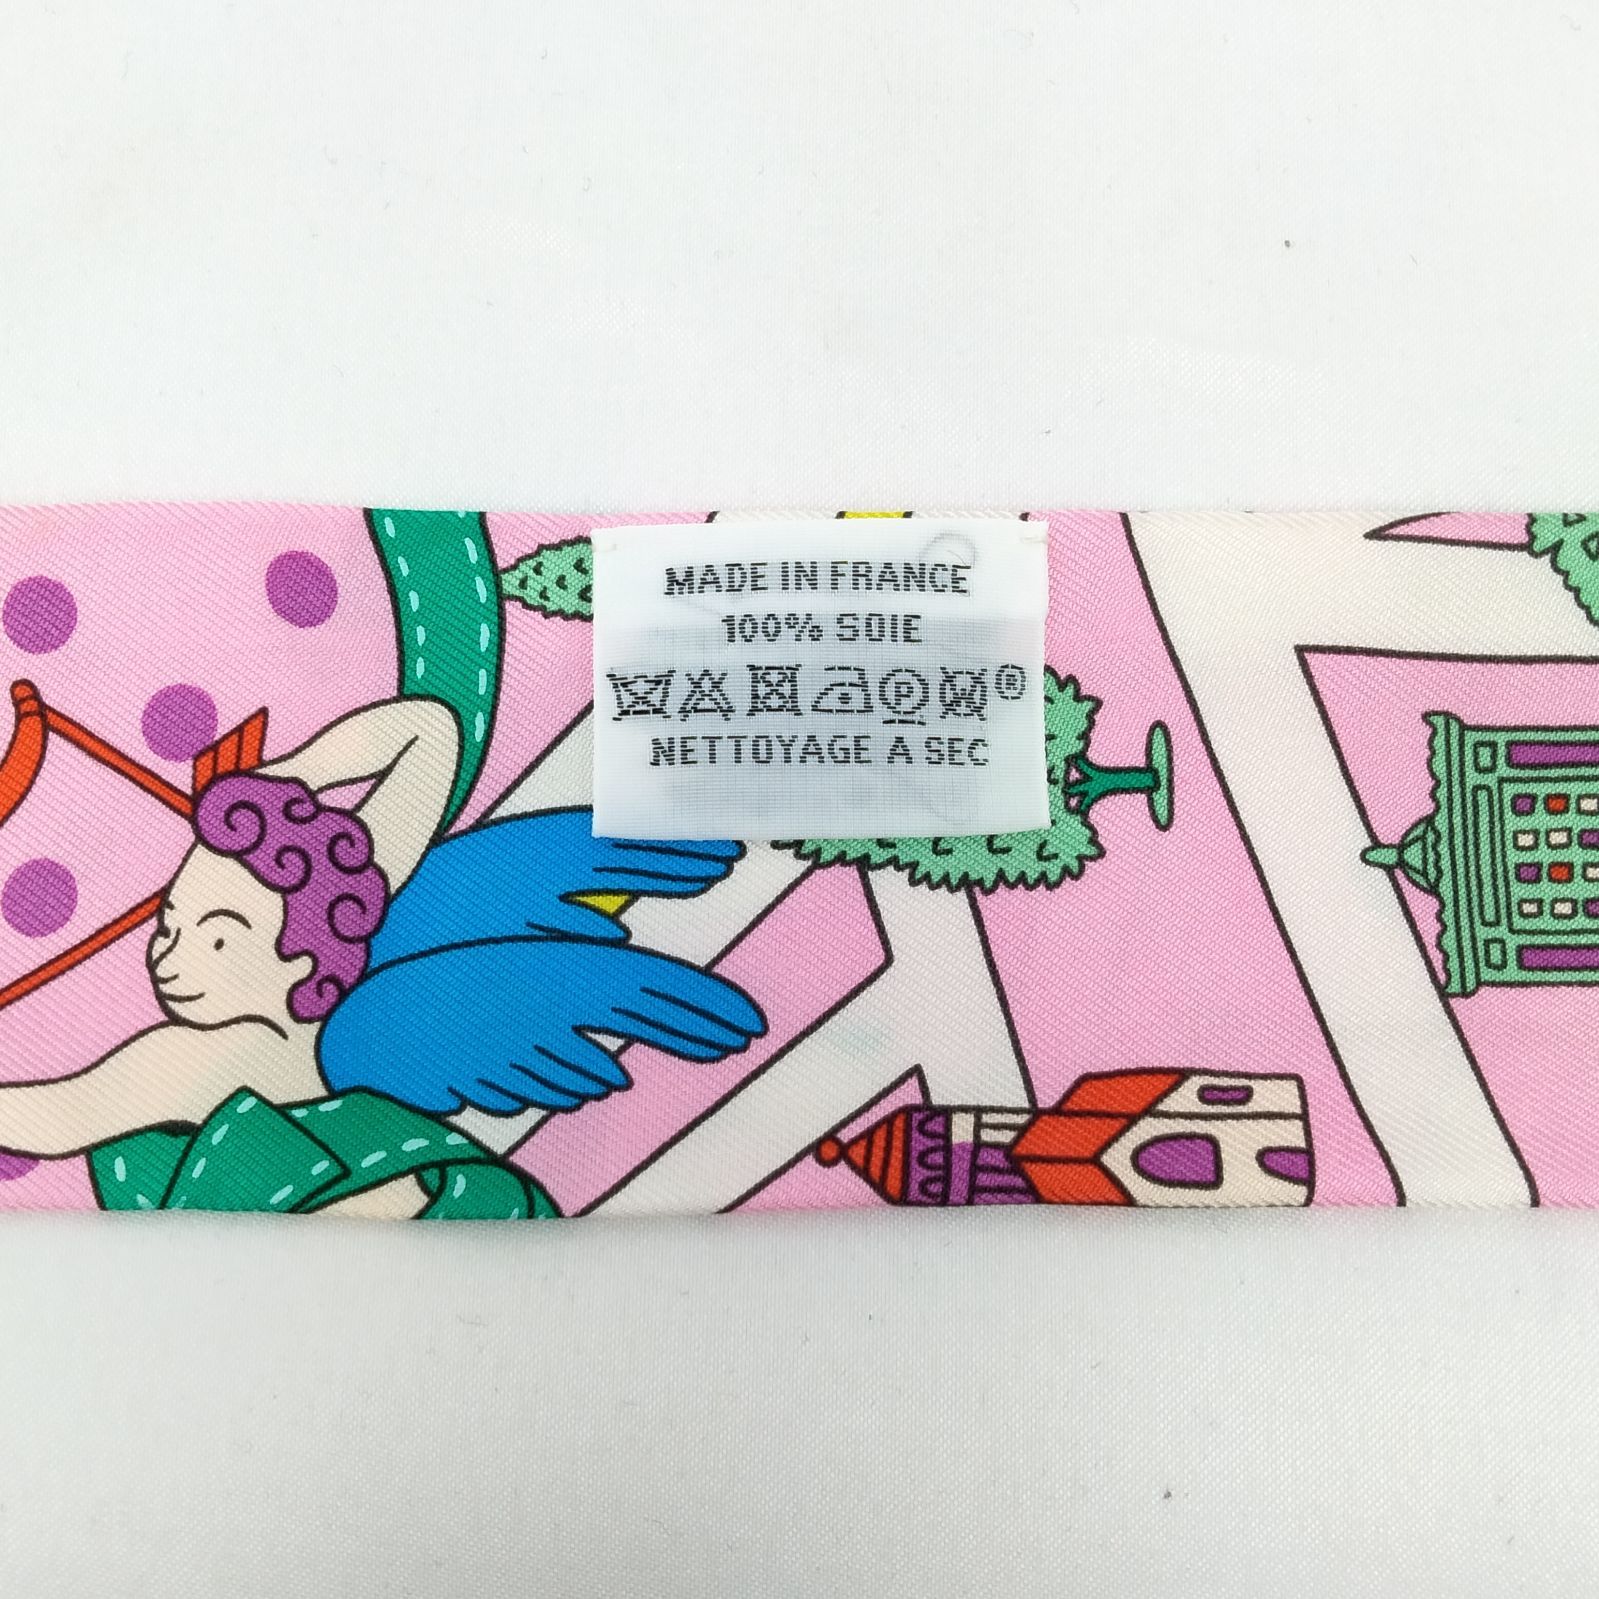 MADE IN FRANCE
100% SOIE
P W ®
NETTOYAGE A SEC